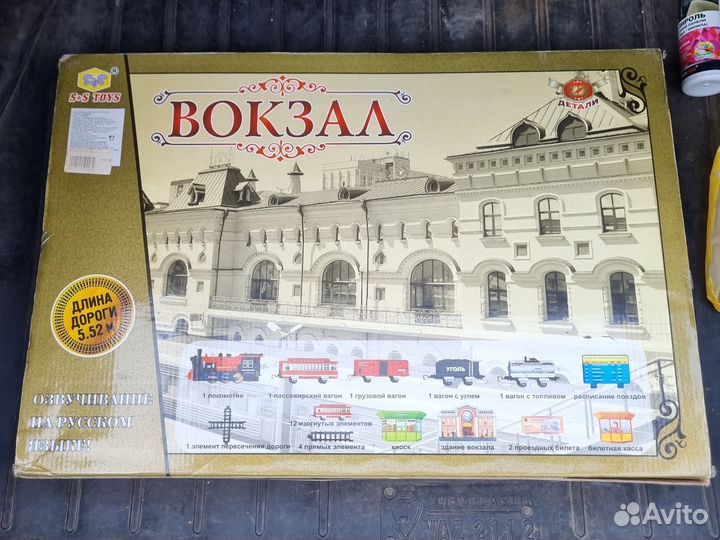 S+S TOYS
ВОКЗАЛ
22
ДЕТАЛИ
ДЛИНА
ДОРОГИ
5.52 М
ОЗВУЧИВАНИЕ
НА РУССКОМ
ЯЗЫКЕ!
УГОЛЬ
1 локомотив
1 пассажирский вагон
1 грузовой вагон
1 вагон с углем
1 вагон с топливом
расписание поездов
12 изогнутых элементов
1 элемент пересечения дороги
4 прямых элемента
киоск
здание вокзала
2 проездных билета
билетная касса
Avito